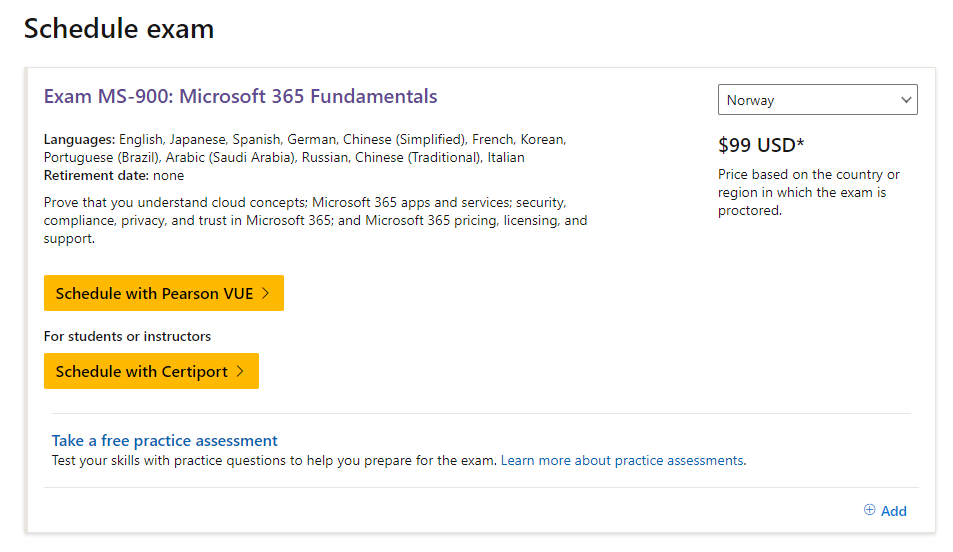 Schedule exam
Exam MS-900: Microsoft 365 Fundamentals
Languages: English, Japanese, Spanish, German, Chinese (Simplified), French, Korean,
Portuguese (Brazil), Arabic (Saudi Arabia), Russian, Chinese (Traditional), Italian
Retirement date: none
Prove that you understand cloud concepts; Microsoft 365 apps and services; security,
compliance, privacy, and trust in Microsoft 365; and Microsoft 365 pricing, licensing, and
support.
Norway
$99 USD*
Price based on the country or
region in which the exam is
proctored.
Schedule with Pearson VUE
For students or instructors
Schedule with Certiport
Take a free practice assessment
Test your skills with practice questions to help you prepare for the exam. Learn more about practice assessments.
Add